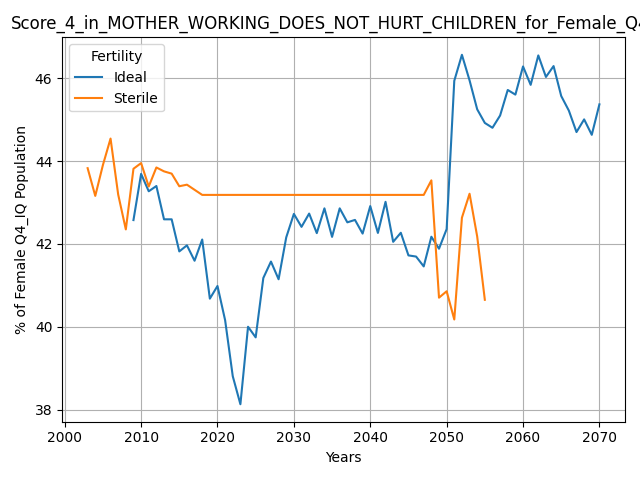 Score_4_in_MOTHER_WORKING_DOES_NOT_HURT_CHILDREN_for_Female_Q4
Fertility
Ideal
Sterile
% of Female Q4_IQ Population
46
44
42
40
38
2000 2010 2020 2030 2040 2050 2060 2070
Years